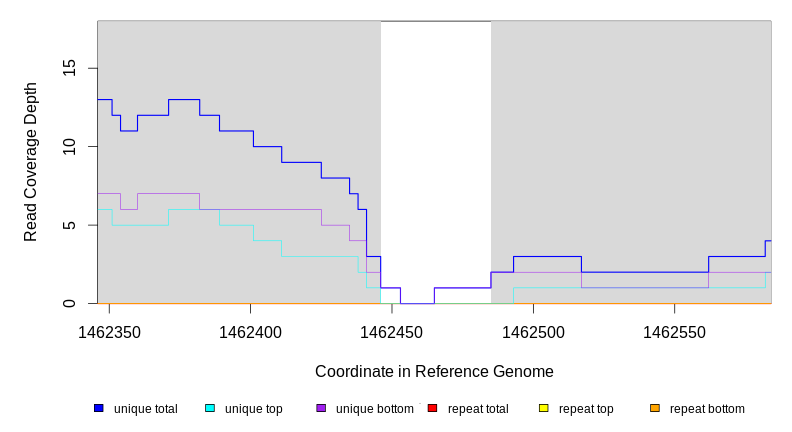 Read Coverage Depth
15
10
5
0
1462350 1462400 1462450 1462500 1462550
Coordinate in Reference Genome
unique total unique top unique bottom repeat total repeat top repeat bottom